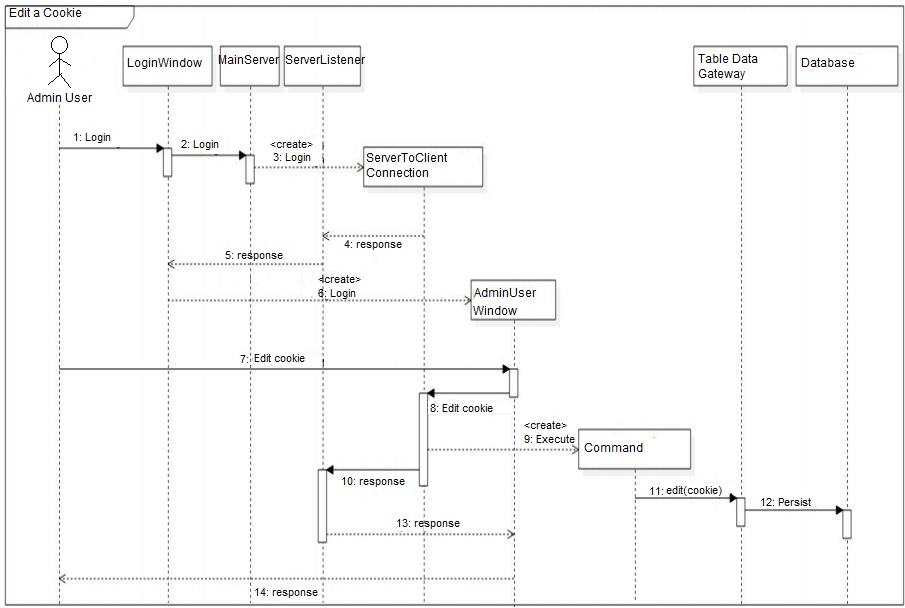 Edit a Cookie
Admin User
LoginWindow
MainServer
ServerListener
Table Data
Gateway
Database
1: Login
2: Login
<create>
3: Login
ServerToClient
Connection
4: response
5: response
<create>
6: Login
AdminUser
Window
7: Edit cookie
8: Edit cookie
<create>
9: Execute
Command
10: response
11: edit(cookie)
12: Persist
13: response
14: response